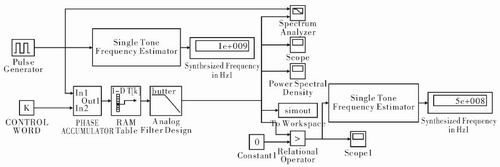 Pulse
Generator
Single Tone
Frequency Estimator
1e+009
Synthesized Frequency
in Hz1
Spectrum
Analyzer
Scope
Power Spectral
Density
K
CONTROL
WORD
In1
Out1
In2
PHASE
ACCUMULATOR
1-D T[k]
RAM
Table
butter
Analog
Filter Design
simout
To Workspace
0
Constant1
>
Relational
Operator
Scope1
Single Tone
Frequency Estimator
5e+008
Synthesized Frequency
in Hz1